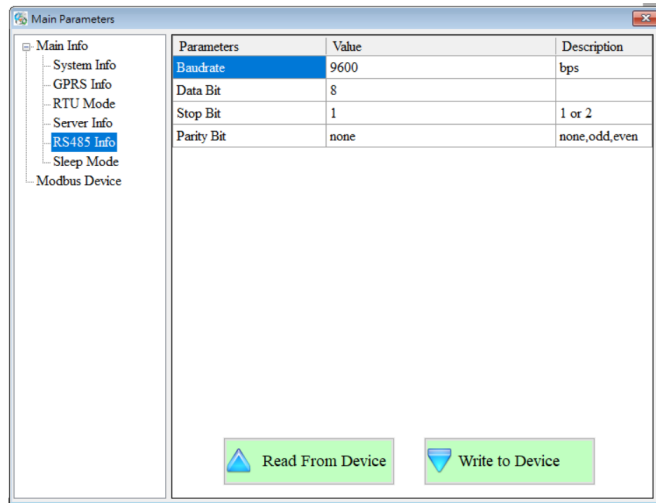 Main Parameters
Main Info
System Info
GPRS Info
RTU Mode
Server Info
RS485 Info
Sleep Mode
Modbus Device
Parameters Value Description
Baudrate 9600 bps
Data Bit 8
Stop Bit 1 1 or 2
Parity Bit none none,odd,even
Read From Device Write to Device